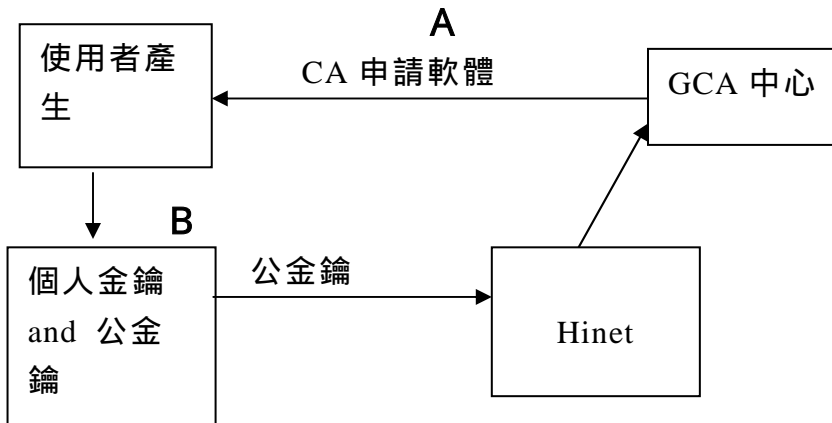 A
使用者產
生
CA 申請軟體
GCA 中心
B
個人金鑰
and 公金
鑰
公金鑰
Hinet